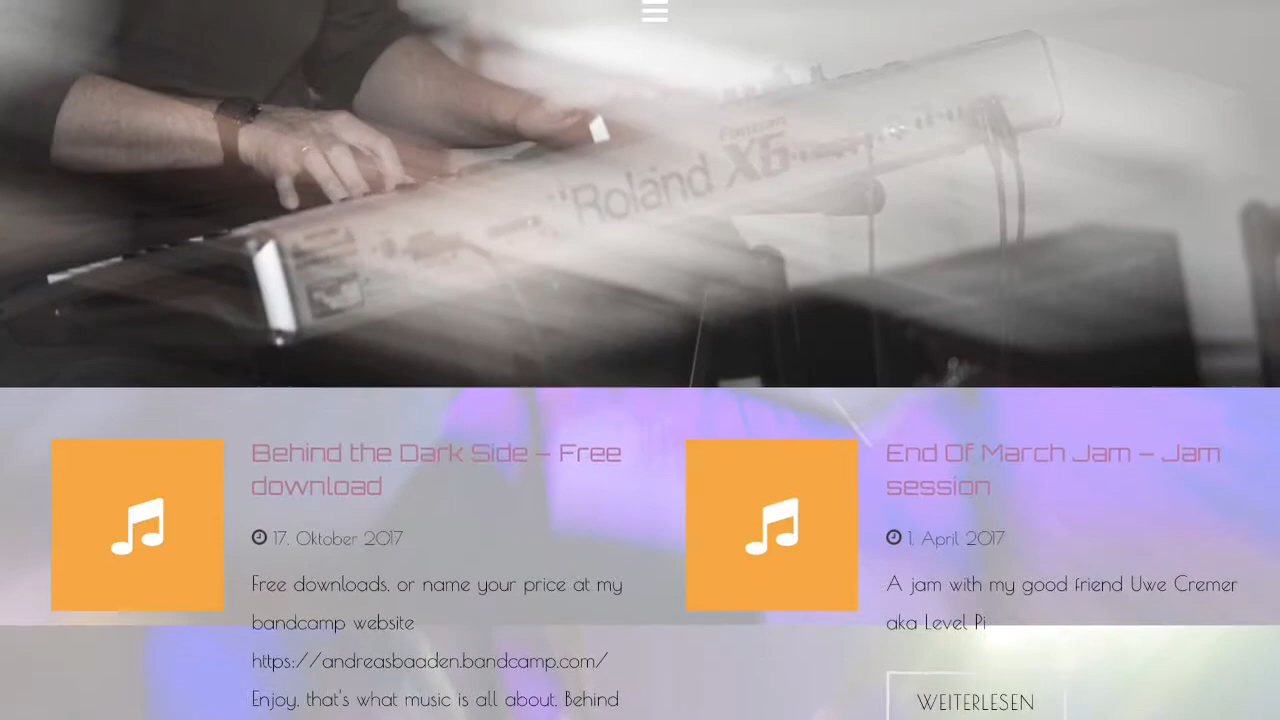 Fantom
"Roland X6
Behind the Dark Side – Free
download
17. Oktober 2017
Free downloads, or name your price at my
bandcamp website
https://andreasbaaden.bandcamp.com/
Enjoy, that's what music is all about. Behind
End Of March Jam – Jam
session
1. April 2017
A jam with my good friend Uwe Cremer
aka Level Pi
WEITERLESEN